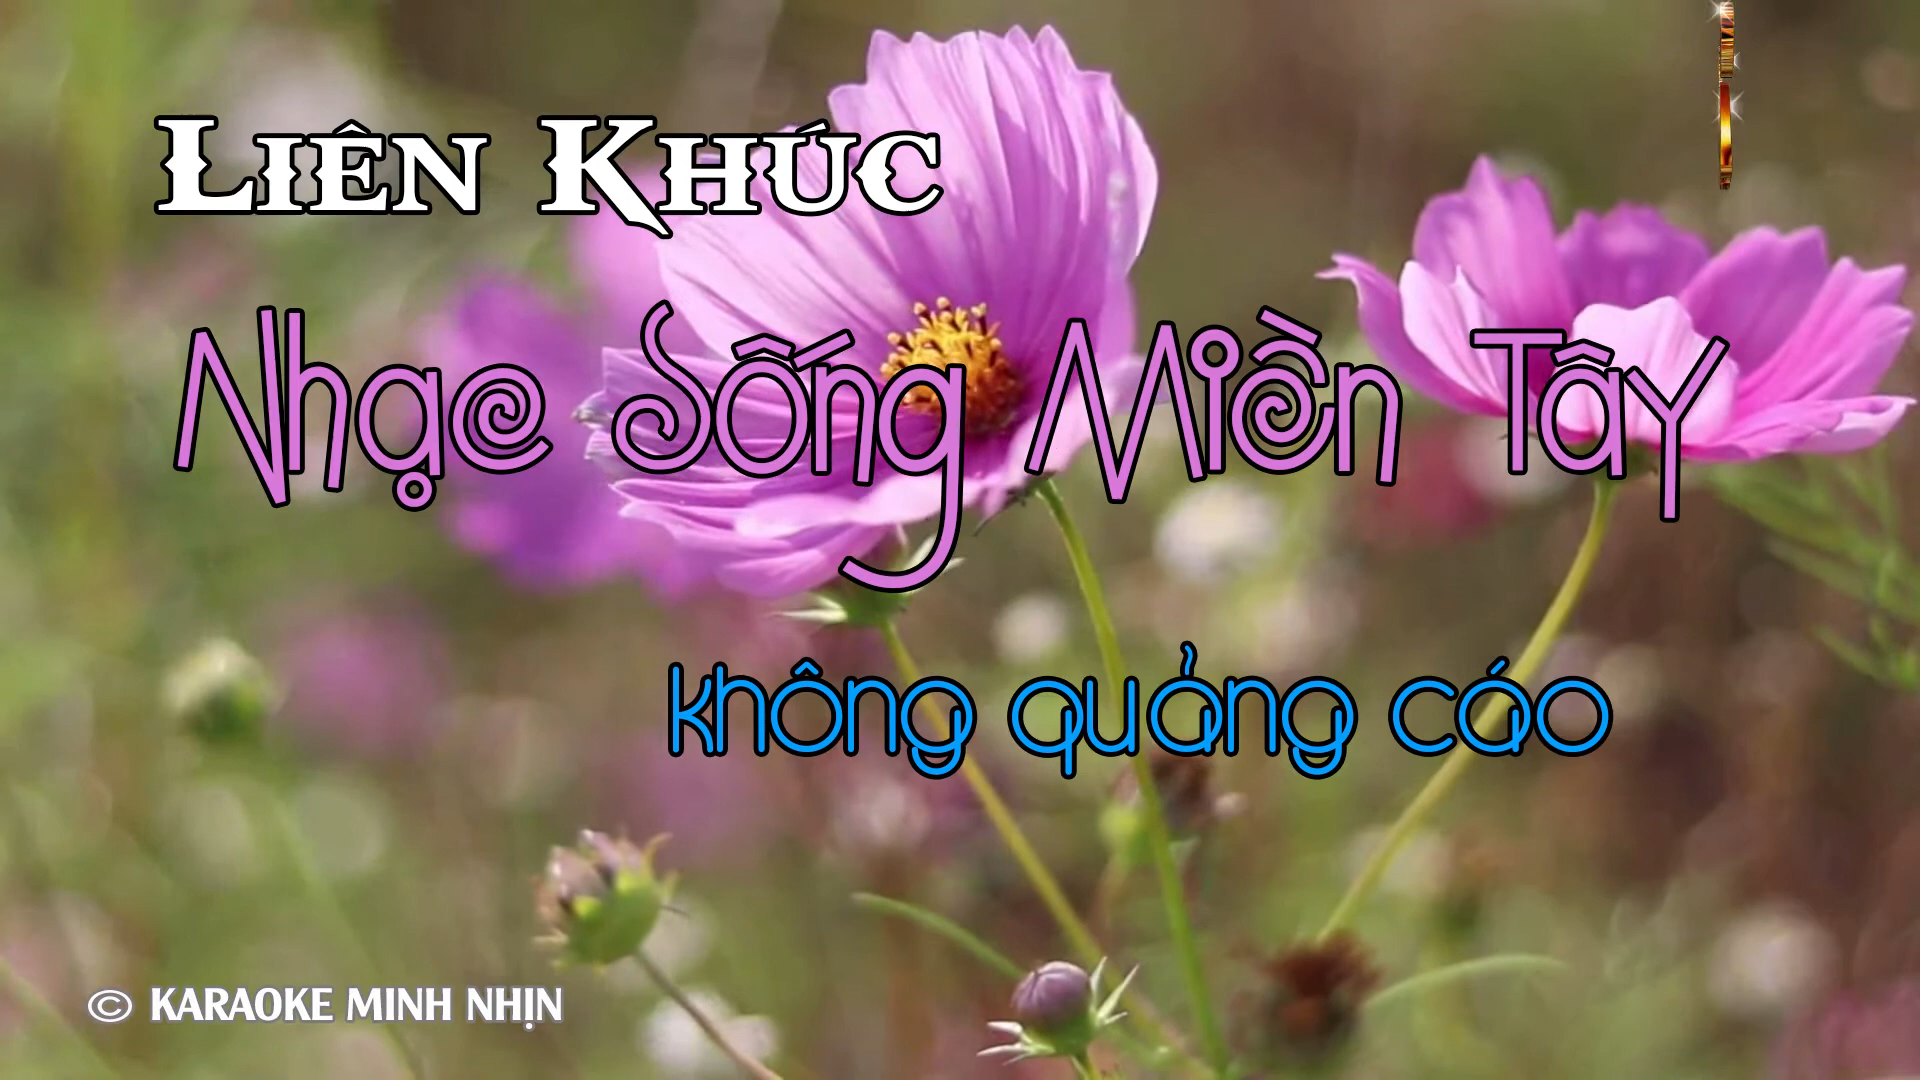 Liên Khúc
Nhạc Sống Miền Tây
không quảng cáo
© KARAOKE MINH NHỊN